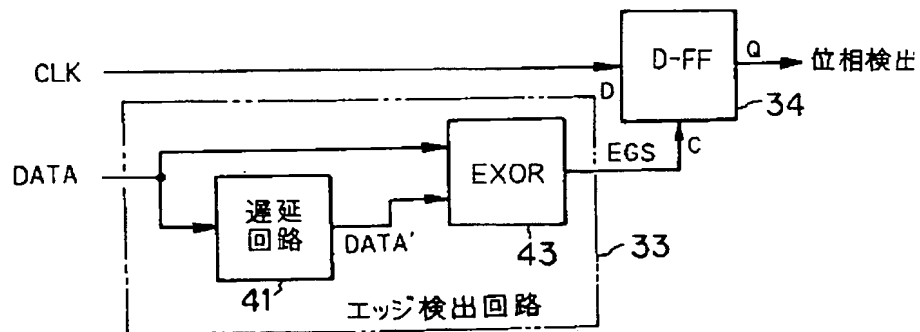 CLK
D
D-FF
Q
位相検出
34
DATA
遅延
回路
41
DATA'
EXOR
43
EGS
C
33
エッジ検出回路